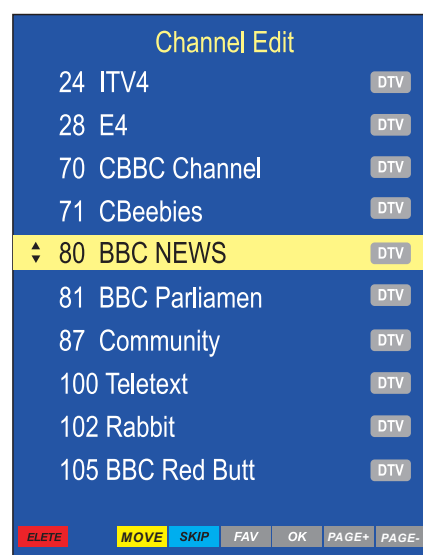 Channel Edit
24 ITV4 DTV
28 E4 DTV
70 CBBC Channel DTV
71 CBeebies DTV
80 BBC NEWS DTV
81 BBC Parliamen DTV
87 Community DTV
100 Teletext DTV
102 Rabbit DTV
105 BBC Red Butt DTV
ELETE MOVE SKIP FAV OK PAGE+ PAGE-